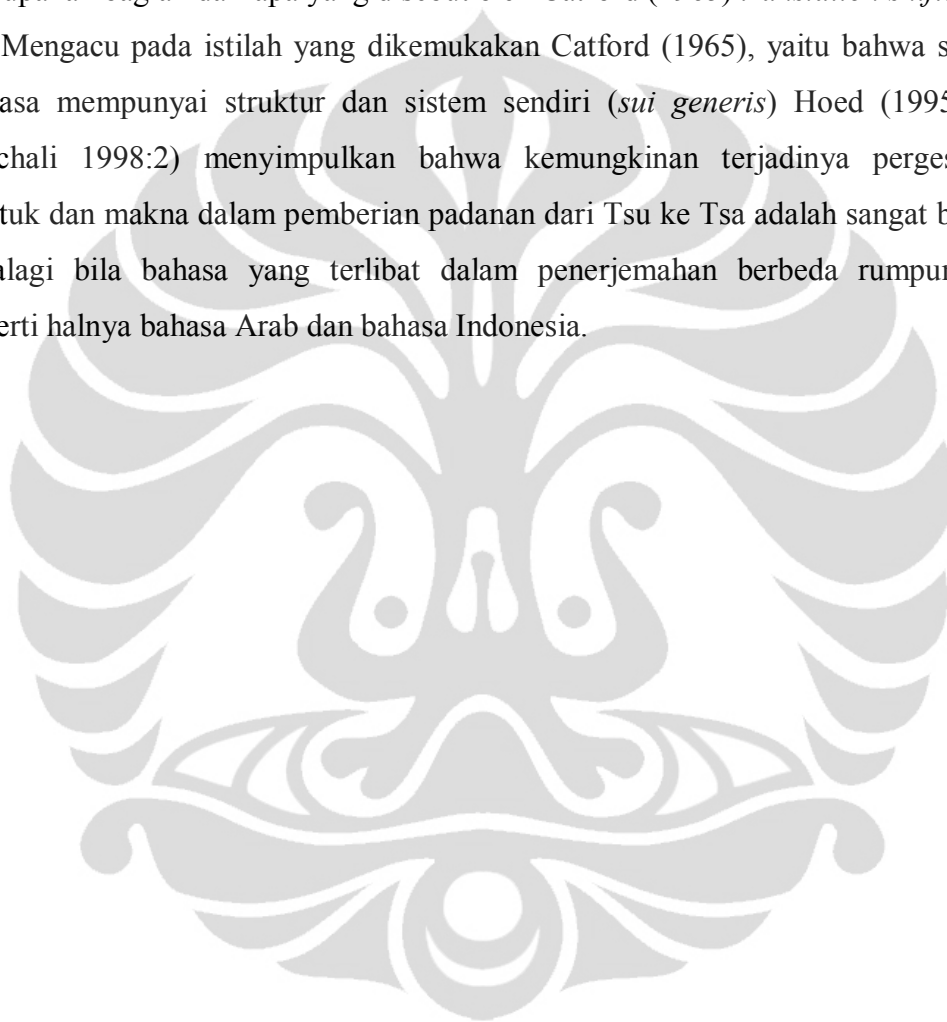 Mengacu pada istilah yang dikemukakan Catford (1965), yaitu bahwa s
asa mempunyai struktur dan sistem sendiri (sui generis) Hoed (1995
chali 1998:2) menyimpulkan bahwa kemungkinan terjadinya perges
tuk dan makna dalam pemberian padanan dari Tsu ke Tsa adalah sangat b
alagi bila bahasa yang terlibat dalam penerjemahan berbeda rumpun
erti halnya bahasa Arab dan bahasa Indonesia.